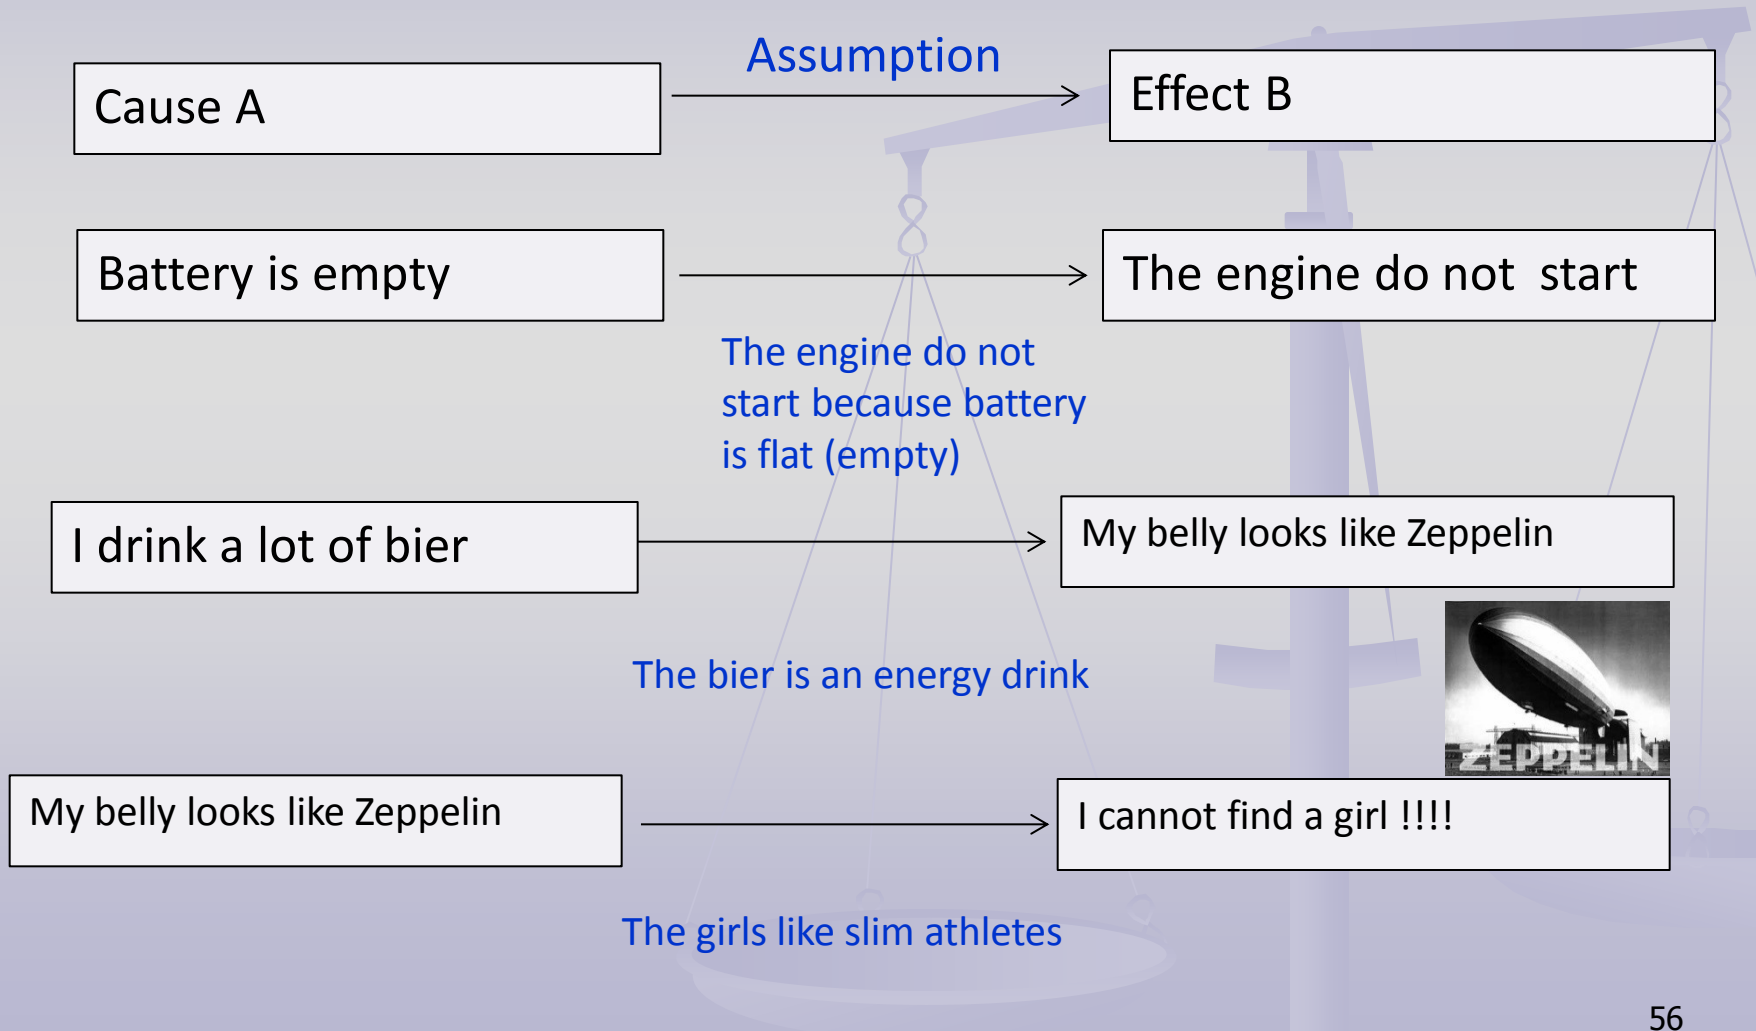 Assumption
Cause A
Effect B
Battery is empty
The engine do not  start
The engine do not
start because battery
is flat (empty)
I drink a lot of bier
My belly looks like Zeppelin
The bier is an energy drink
ZEPPELIN
My belly looks like Zeppelin
I cannot find a girl !!!!
The girls like slim athletes
56